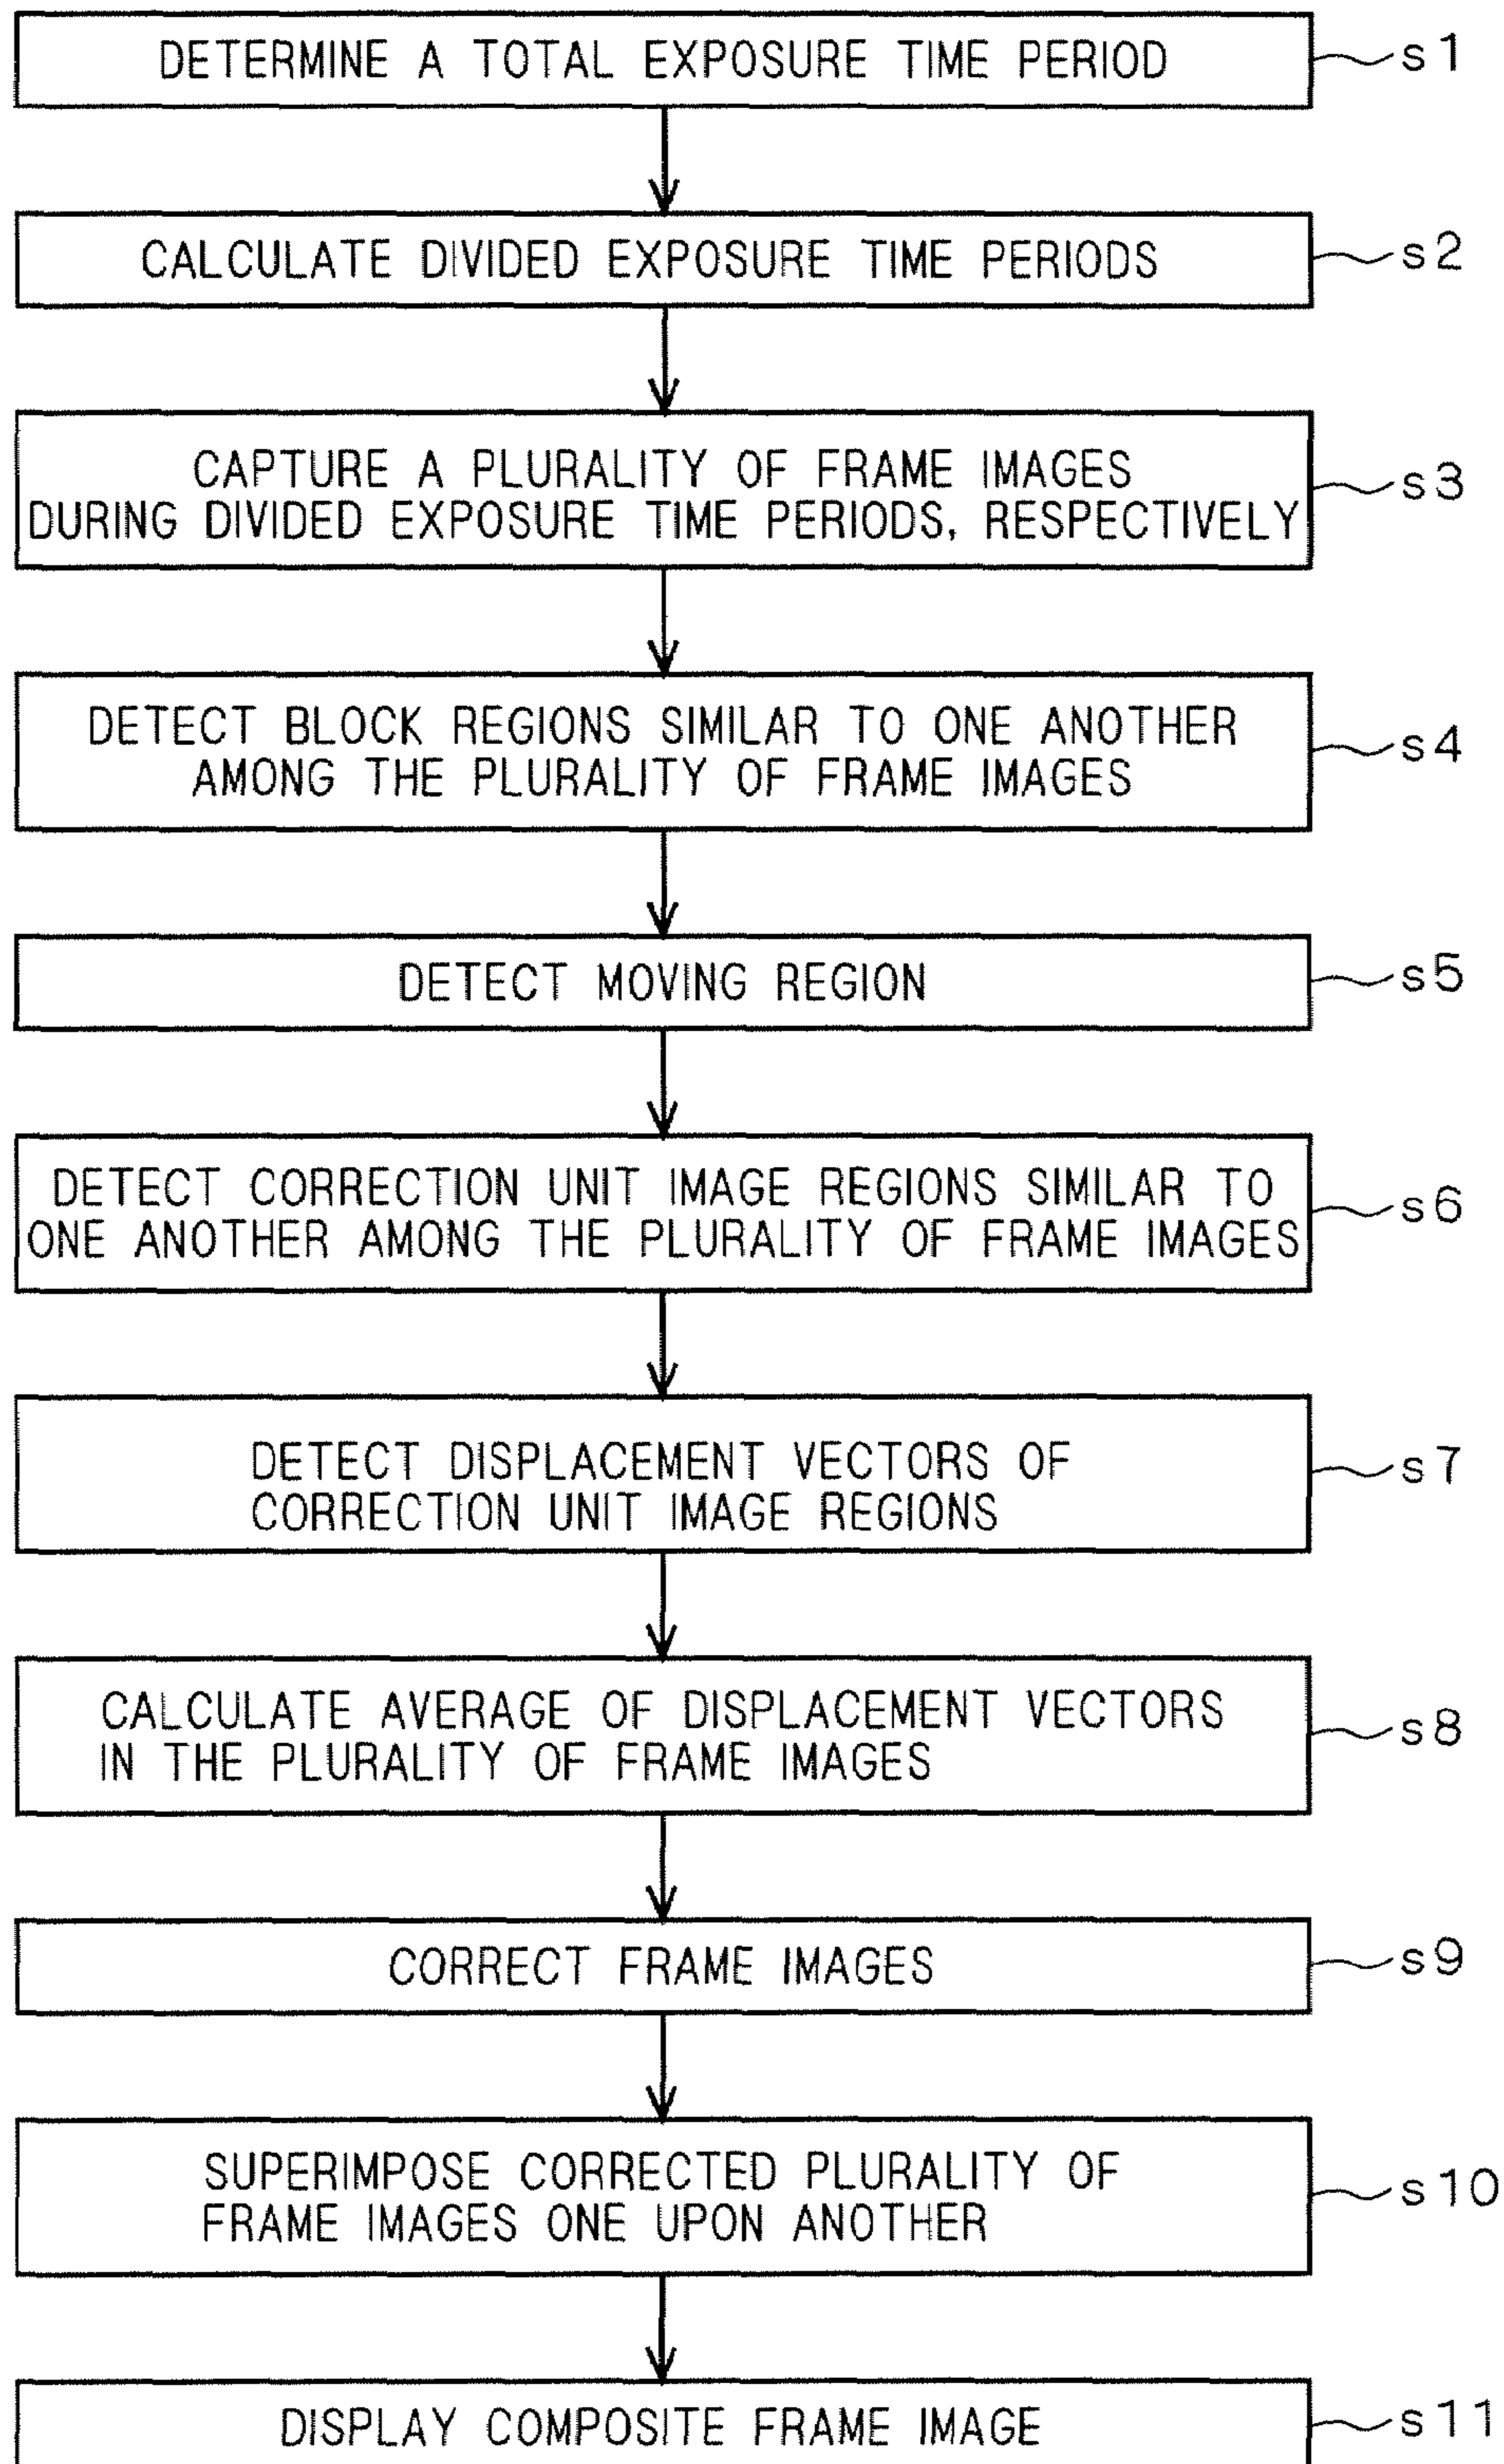 DETERMINE A TOTAL EXPOSURE TIME PERIOD
s1
CALCULATE DIVIDED EXPOSURE TIME PERIODS
s2
CAPTURE A PLURALITY OF FRAME IMAGES
DURING DIVIDED EXPOSURE TIME PERIODS, RESPECTIVELY
s3
DETECT BLOCK REGIONS SIMILAR TO ONE ANOTHER
AMONG THE PLURALITY OF FRAME IMAGES
s4
DETECT MOVING REGION
s5
DETECT CORRECTION UNIT IMAGE REGIONS SIMILAR TO
ONE ANOTHER AMONG THE PLURALITY OF FRAME IMAGES
s6
DETECT DISPLACEMENT VECTORS OF
CORRECTION UNIT IMAGE REGIONS
s7
CALCULATE AVERAGE OF DISPLACEMENT VECTORS
IN THE PLURALITY OF FRAME IMAGES
s8
CORRECT FRAME IMAGES
s9
SUPERIMPOSE CORRECTED PLURALITY OF
FRAME IMAGES ONE UPON ANOTHER
s10
DISPLAY COMPOSITE FRAME IMAGE
s11